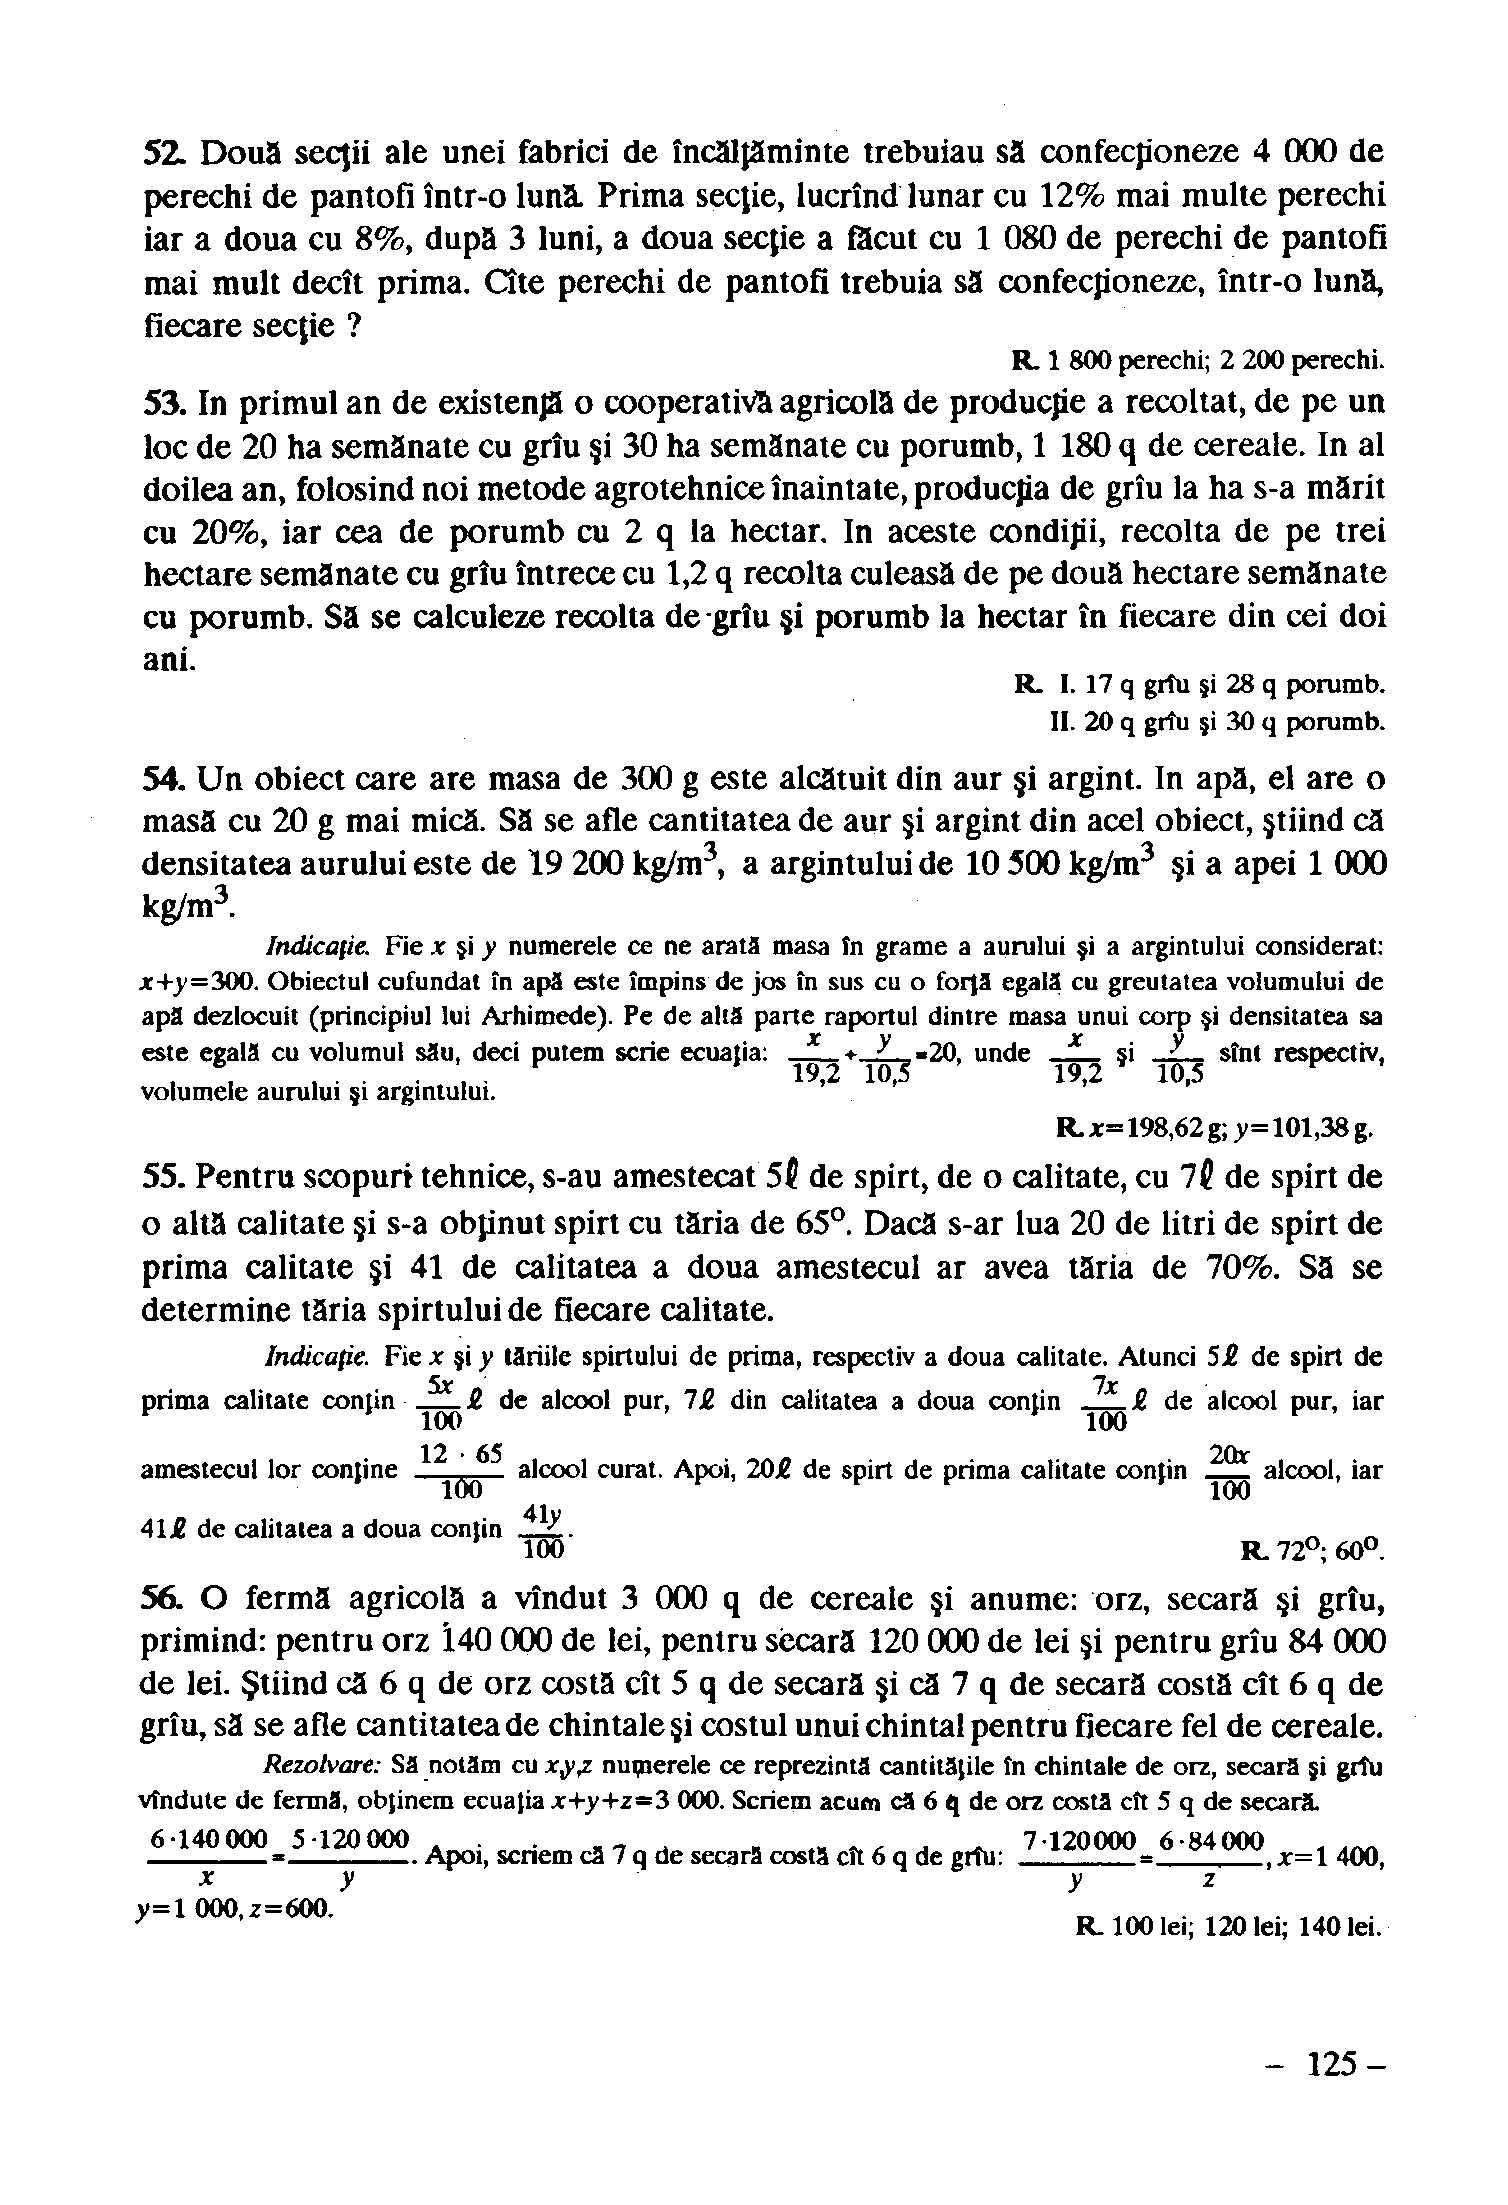 52. Două secţii ale unei fabrici de încălţăminte trebuiau să confecţioneze 4 000 de
perechi de pantofi într-o lună. Prima secţie, lucrînd lunar cu 12% mai multe perechi
iar a doua cu 8%, după 3 luni, a doua secţie a făcut cu 1 080 de perechi de pantofi
mai mult decît prima. Cîte perechi de pantofi trebuia să confecţioneze, într-o lună,
fiecare secţie ?
R. 1 800 perechi; 2 200 perechi.
53. In primul an de existenţă o cooperativă agricolă de producţie a recoltat, de pe un
loc de 20 ha semănate cu grîu şi 30 ha semănate cu porumb, 1 180 q de cereale. In al
doilea an, folosind noi metode agrotehnice înaintate, producţia de grîu la ha s-a mărit
cu 20%, iar cea de porumb cu 2 q la hectar. In aceste condiţii, recolta de pe trei
hectare semănate cu grîu întrece cu 1,2 q recolta culeasă de pe două hectare semănate
cu porumb. Să se calculeze recolta de grîu şi porumb la hectar în fiecare din cei doi
ani.
R. I. 17 q grîu şi 28 q porumb.
II. 20 q grîu şi 30 q porumb.
54. Un obiect care are masa de 300 g este alcătuit din aur şi argint. In apă, el are o
masă cu 20 g mai mică. Să se afle cantitatea de aur şi argint din acel obiect, ştiind că
densitatea aurului este de 19 200 kg/m³, a argintului de 10 500 kg/m³ şi a apei 1 000
kg/m³.
Indicaţie. Fie x şi y numerele ce ne arată masa în grame a aurului şi a argintului considerat:
x+y=300. Obiectul cufundat în apă este împins de jos în sus cu o forţă egală cu greutatea volumului de
apă dezlocuit (principiul lui Arhimede). Pe de altă parte raportul dintre masa unui corp şi densitatea sa
este egală cu volumul său, deci putem scrie ecuaţia: x/19,2 + y/10,5 =20, unde x/19,2 şi y/10,5 sînt respectiv,
volumele aurului şi argintului.
R. x=198,62 g; y=101,38 g.
55. Pentru scopuri tehnice, s-au amestecat 5ℓ de spirt, de o calitate, cu 7ℓ de spirt de
o altă calitate şi s-a obţinut spirt cu tăria de 65°. Dacă s-ar lua 20 de litri de spirt de
prima calitate şi 41 de calitatea a doua amestecul ar avea tăria de 70%. Să se
determine tăria spirtului de fiecare calitate.
Indicaţie. Fie x şi y tăriile spirtului de prima, respectiv a doua calitate. Atunci 5ℓ de spirt de
prima calitate conţin 5x/100 ℓ de alcool pur, 7ℓ din calitatea a doua conţin 7x/100 ℓ de alcool pur, iar
amestecul lor conţine 12 · 65/100 alcool curat. Apoi, 20ℓ de spirt de prima calitate conţin 20x/100 alcool, iar
41ℓ de calitatea a doua conţin 41y/100.
R. 72°; 60°.
56. O fermă agricolă a vîndut 3 000 q de cereale şi anume: orz, secară şi grîu,
primind: pentru orz 140 000 de lei, pentru secară 120 000 de lei şi pentru grîu 84 000
de lei. Ştiind că 6 q de orz costă cît 5 q de secară şi că 7 q de secară costă cît 6 q de
grîu, să se afle cantitatea de chintale şi costul unui chintal pentru fiecare fel de cereale.
Rezolvare: Să notăm cu x,y,z numerele ce reprezintă cantităţile în chintale de orz, secară şi grîu
vîndute de fermă, obţinem ecuaţia x+y+z=3 000. Scriem acum că 6 q de orz costă cît 5 q de secară.
6·140 000/x = 5·120 000/y. Apoi, scriem că 7 q de secară costă cît 6 q de grîu: 7·120 000/y = 6·84 000/z, x=1 400,
y=1 000, z=600.
R. 100 lei; 120 lei; 140 lei.
– 125 –